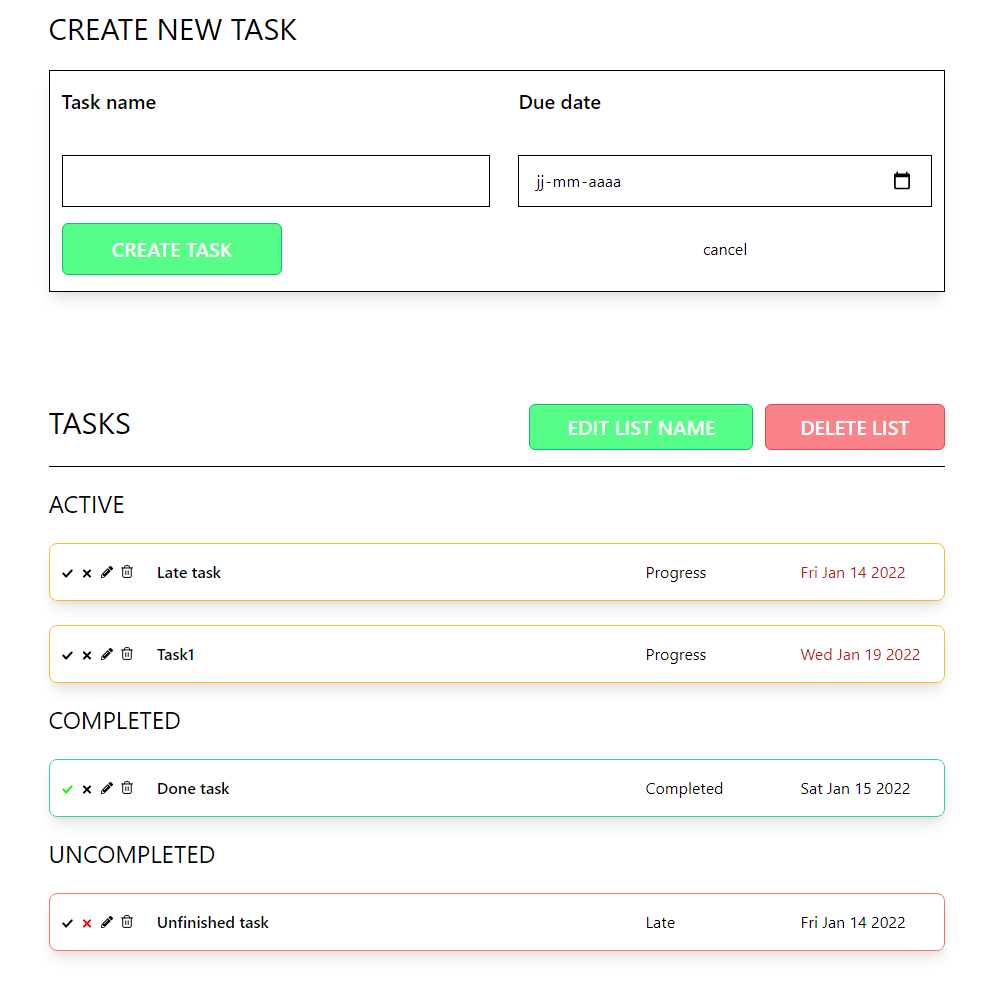 CREATE NEW TASK
Task name Due date
jj-mm-aaaa
CREATE TASK cancel
TASKS EDIT LIST NAME DELETE LIST
ACTIVE
Late task Progress Fri Jan 14 2022
Task1 Progress Wed Jan 19 2022
COMPLETED
Done task Completed Sat Jan 15 2022
UNCOMPLETED
Unfinished task Late Fri Jan 14 2022